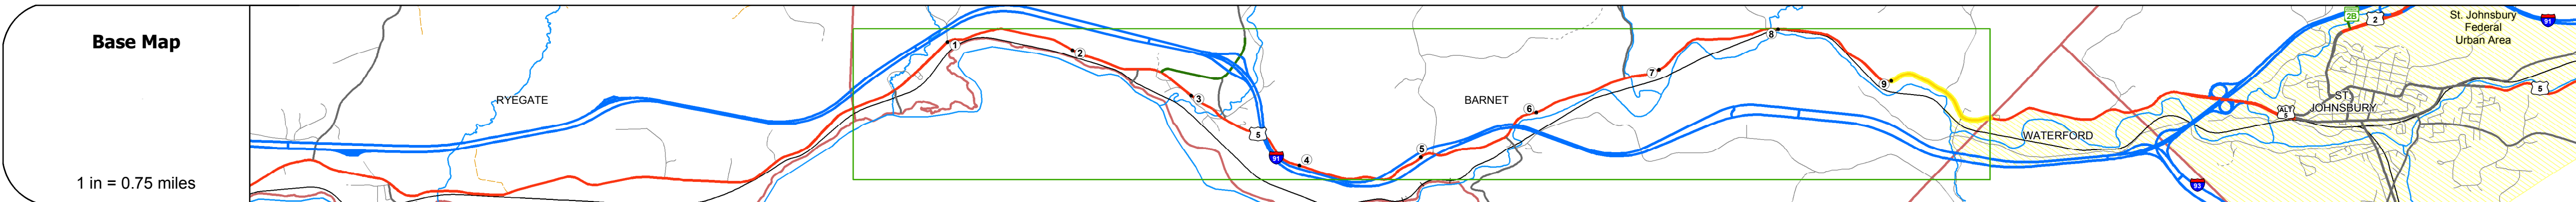 Base Map
1 in = 0.75 miles
RYEGATE
1
2
3
5
91
4
5
6
BARNET
7
8
9
WATERFORD
93
ALT
5
ST.
JOHNSBURY
2B
2
St. Johnsbury
Federal
Urban Area
91
5